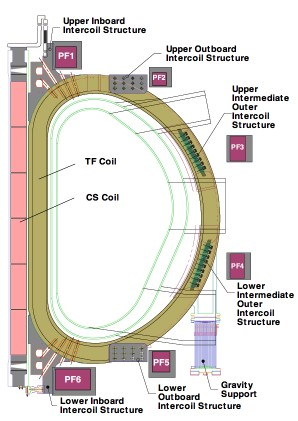 Upper Inboard
Intercoil Structure
PF1
Upper Outboard
Intercoil Structure
PF2
Upper
Intermediate
Outer
Intercoil
Structure
PF3
TF Coil
CS Coil
PF4
Lower
Intermediate
Outer
Intercoil
Structure
PF5
PF6
Gravity
Support
Lower Outboard
Intercoil Structure
Lower Inboard
Intercoil Structure